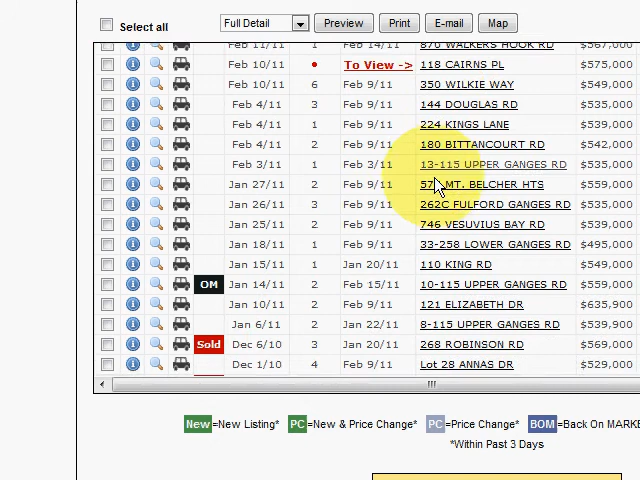 Select all Full Detail Preview Print E-mail Map
Feb 11/11 1 Feb 14/11 870 WALKERS HOOK RD $567,000
Feb 10/11 To View -> 118 CAIRNS PL $575,000
Feb 10/11 6 Feb 9/11 350 WILKIE WAY $549,000
Feb 4/11 3 Feb 9/11 144 DOUGLAS RD $535,000
Feb 4/11 1 Feb 9/11 224 KINGS LANE $539,000
Feb 4/11 2 Feb 9/11 180 BITTANCOURT RD $542,000
Feb 3/11 1 Feb 3/11 13-115 UPPER GANGES RD $535,000
Jan 27/11 2 Feb 9/11 MT. BELCHER HTS $559,000
Jan 26/11 3 Feb 9/11 262C FULFORD GANGES RD $535,000
Jan 25/11 2 Feb 9/11 746 VESUVIUS BAY RD $539,000
Jan 18/11 1 Feb 9/11 33-258 LOWER GANGES RD $495,000
Jan 15/11 1 Jan 20/11 110 KING RD $549,000
OM Jan 14/11 2 Feb 15/11 10-115 UPPER GANGES RD $559,000
Jan 10/11 2 Feb 9/11 121 ELIZABETH DR $635,900
Jan 6/11 2 Jan 22/11 8-115 UPPER GANGES RD $539,900
Sold Dec 6/10 3 Jan 20/11 268 ROBINSON RD $569,000
Dec 1/10 4 Feb 9/11 Lot 28 ANNAS DR $529,000
New =New Listing* PC =New & Price Change* PC =Price Change* BOM =Back On MARKE
*Within Past 3 Days